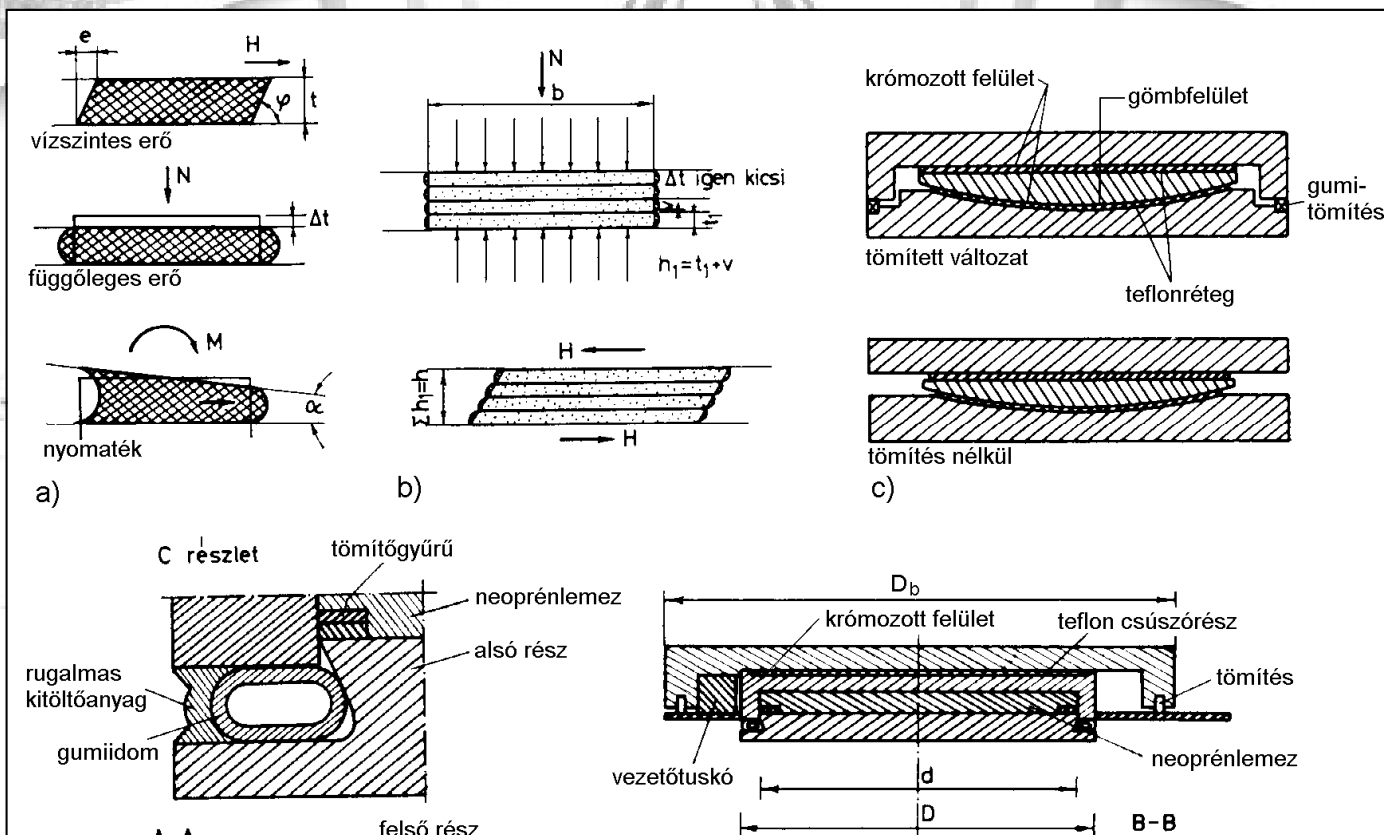 e
H
φ
t
vízszintes erő
N
Δt
függőleges erő
M
α
nyomaték
a)
N
b
Δt igen kicsi
t
h₁=t₁+v
H
Σh₁=h
H
b)
krómozott felület
gömbfelület
gumi-
tömítés
tömített változat
teflonréteg
tömítés nélkül
c)
C részlet
tömítőgyűrű
neoprénlemez
alsó rész
rugalmas
kitöltőanyag
gumiidom
felső rész
D_b
krómozott felület
teflon csúszórész
tömítés
neoprénlemez
vezetőtuskó
d
D
B-B